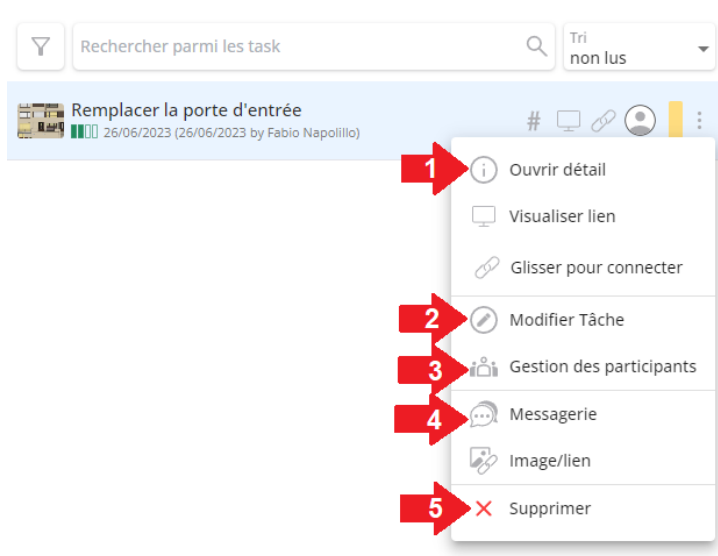 Rechercher parmi les task
Tri
non lus
Remplacer la porte d'entrée
26/06/2023 (26/06/2023 by Fabio Napolillo)
#
1 Ouvrir détail
Visualiser lien
Glisser pour connecter
2 Modifier Tâche
3 Gestion des participants
4 Messagerie
Image/lien
5 Supprimer